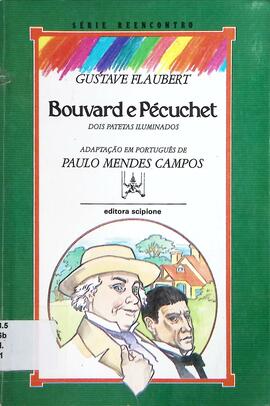 SÉRIE REENCONTRO
GUSTAVE FLAUBERT
Bouvard e Pécuchet
DOIS PATETAS ILUMINADOS
ADAPTAÇÃO EM PORTUGUÊS DE
PAULO MENDES CAMPOS
editora scipione